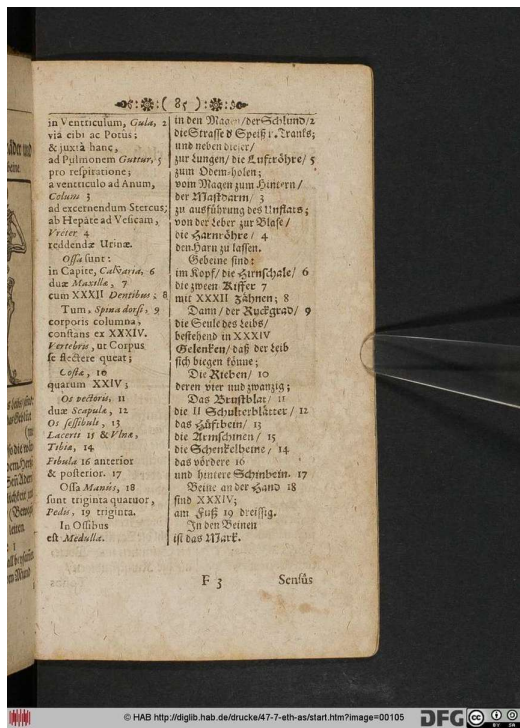 ( 85 )
in Ventriculum, Gula, 2
viâ cibi ac Potûs;
& juxtà hanc,
ad Pulmonem Guttur, 5
pro respiratione;
a ventriculo ad Anum,
Colum 3
ad excernendum Stercus;
ab Hepate ad Vesicam,
Vreter 4
reddendæ Urinæ.
Ossa sunt:
in Capite, Calvaria, 6
duæ Maxillæ, 7
cum XXXII Dentibus; 8
Tum, Spina dorsi, 9
corporis columna,
constans ex XXXIV.
Vertebris, ut Corpus
se flectere queat;
Costæ, 10
quarum XXIV;
Os pectoris, 11
duæ Scapulæ, 12
Os sessibuli, 13
Lacerti 15 & Vlnæ,
Tibiæ, 14
Fibula 16 anterior
& posterior. 17
Ossa Manûs, 18
sunt triginta quatuor,
Pedis, 19 triginta.
In Ossibus
est Medulla.
in den Magen/der Schlund/2
die Strasse d Speiß v. Tranks;
und neben dieser/
zur Lungen/die Luftröhre/ 5
zum Odem-holen;
vom Magen zum Hintern/
der Mastdarm/ 3
zu ausführung des Unflats;
von der Leber zur Blase/
die Harnröhre/ 4
den Harn zu lassen.
Gebeine sind:
im Kopf/die Hirnschale/ 6
die zween Kiffer 7
mit XXXII Zähnen; 8
Dann/der Ruckgrad/ 9
die Seule des Leibs/
bestehend in XXXIV
Gelenken/daß der Leib
sich biegen könne;
Die Rieben/ 10
deren vier und zwanzig;
Das Brustblat/ 11
die II Schulterblätter/ 12
das Hüftbein/ 13
die Armschinen/ 15
die Schenkelbeine/ 14
das vördere 16
und hintere Schinbein. 17
Beine an der Hand 18
sind XXXIV;
am Fuß 19 dreissig.
In den Beinen
ist das Mark.
F 3 Sensûs
© HAB http://diglib.hab.de/drucke/47-7-eth-as/start.htm?image=00105
DFG
cc BY SA